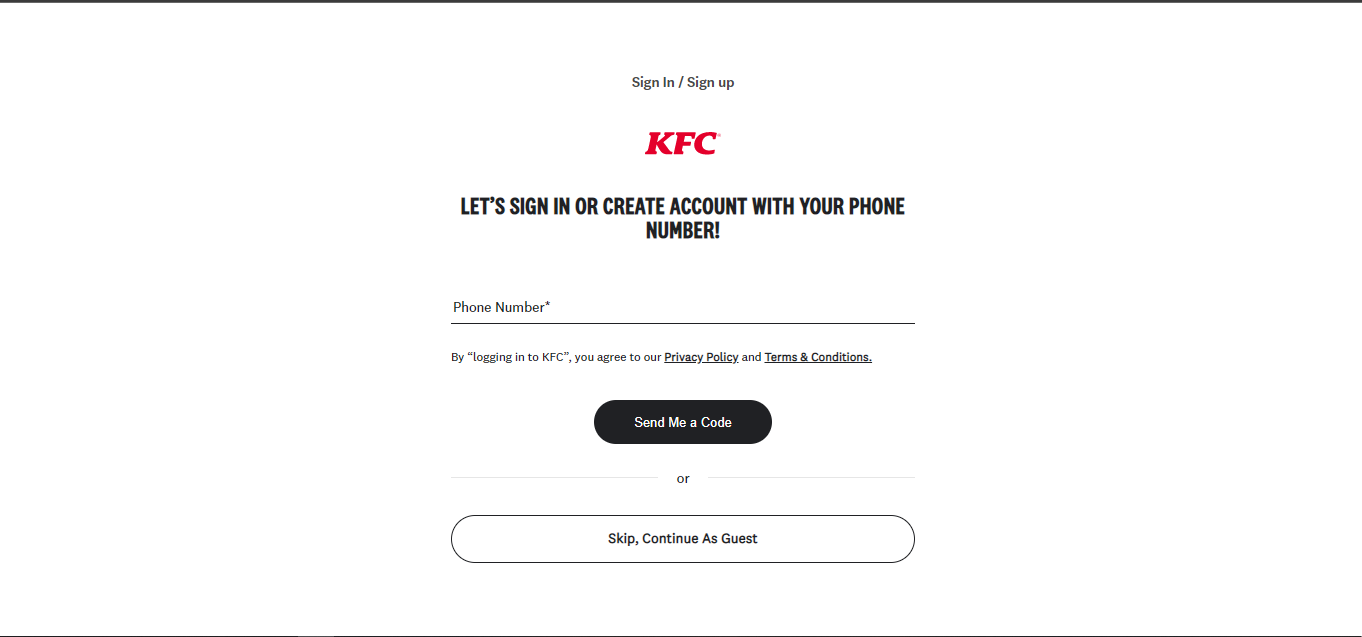 Sign In / Sign up
KFC
LET’S SIGN IN OR CREATE ACCOUNT WITH YOUR PHONE
NUMBER!
Phone Number*
By “logging in to KFC”, you agree to our Privacy Policy and Terms & Conditions.
Send Me a Code
or
Skip, Continue As Guest